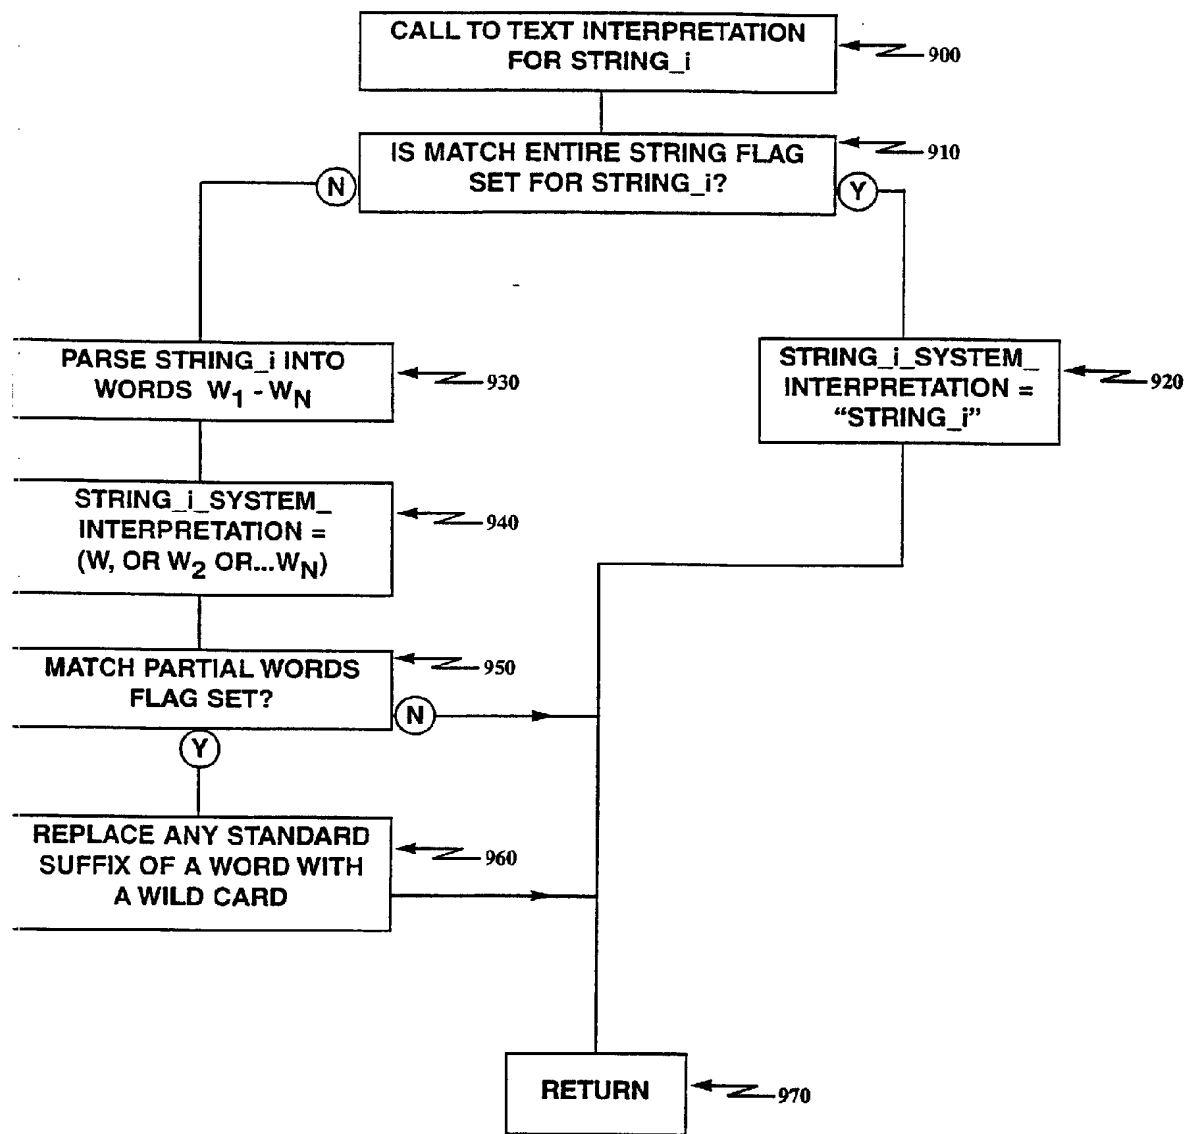 CALL TO TEXT INTERPRETATION
FOR STRING_i
900
IS MATCH ENTIRE STRING FLAG
SET FOR STRING_i?
910
N
Y
PARSE STRING_i INTO
WORDS W1 - WN
930
STRING_i_SYSTEM_
INTERPRETATION =
“STRING_i”
920
STRING_i_SYSTEM_
INTERPRETATION =
(W, OR W2 OR...WN)
940
MATCH PARTIAL WORDS
FLAG SET?
950
N
Y
REPLACE ANY STANDARD
SUFFIX OF A WORD WITH
A WILD CARD
960
RETURN
970